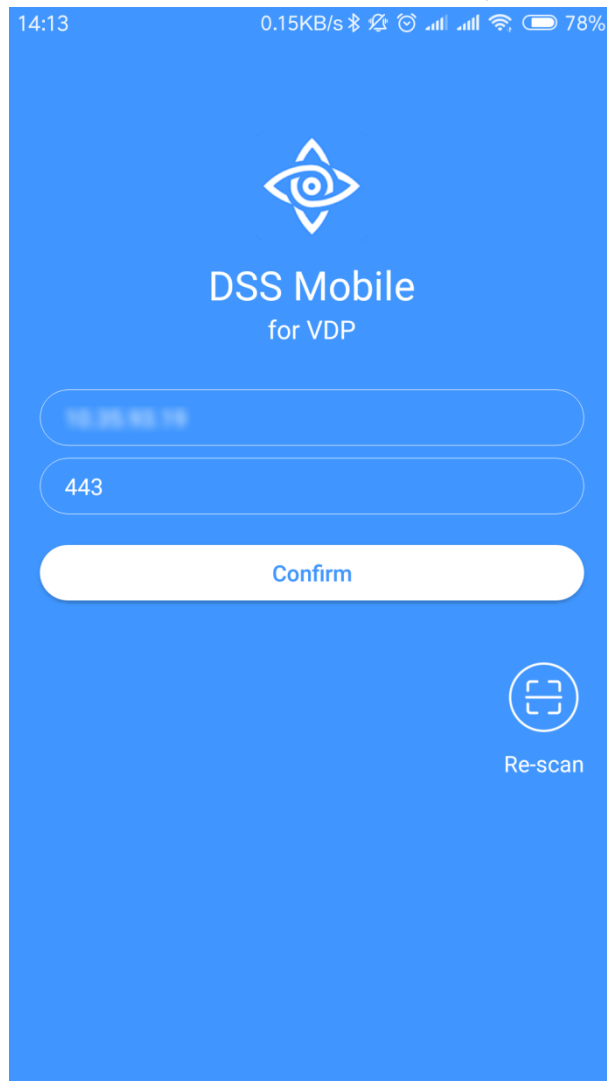 14:13 0.15KB/s 78%
DSS Mobile
for VDP
443
Confirm
Re-scan